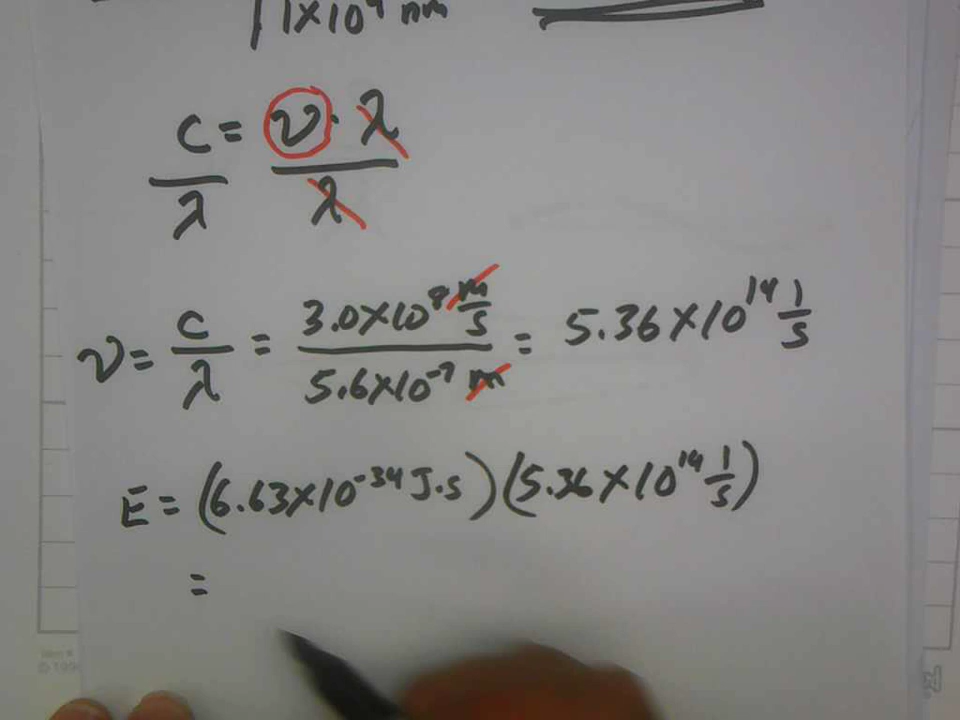 1×10⁹ nm
C = ν · λ
λ λ
ν = C/λ = 3.0×10⁸ m/s / 5.6×10⁻⁷ m = 5.36×10¹⁴ 1/s
E = (6.63×10⁻³⁴ J·s)(5.36×10¹⁴ 1/s)
=